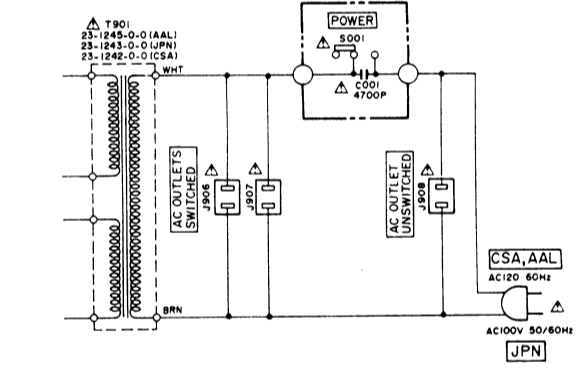 T901
23-1245-0-0 (AAL)
23-1243-0-0 (JPN)
23-1242-0-0 (CSA)
WHT
POWER
S001
C001
4700P
AC OUTLETS
SWITCHED
J906
J907
AC OUTLET
UNSWITCHED
J908
CSA, AAL
AC120 60Hz
BRN
AC100V 50/60Hz
JPN